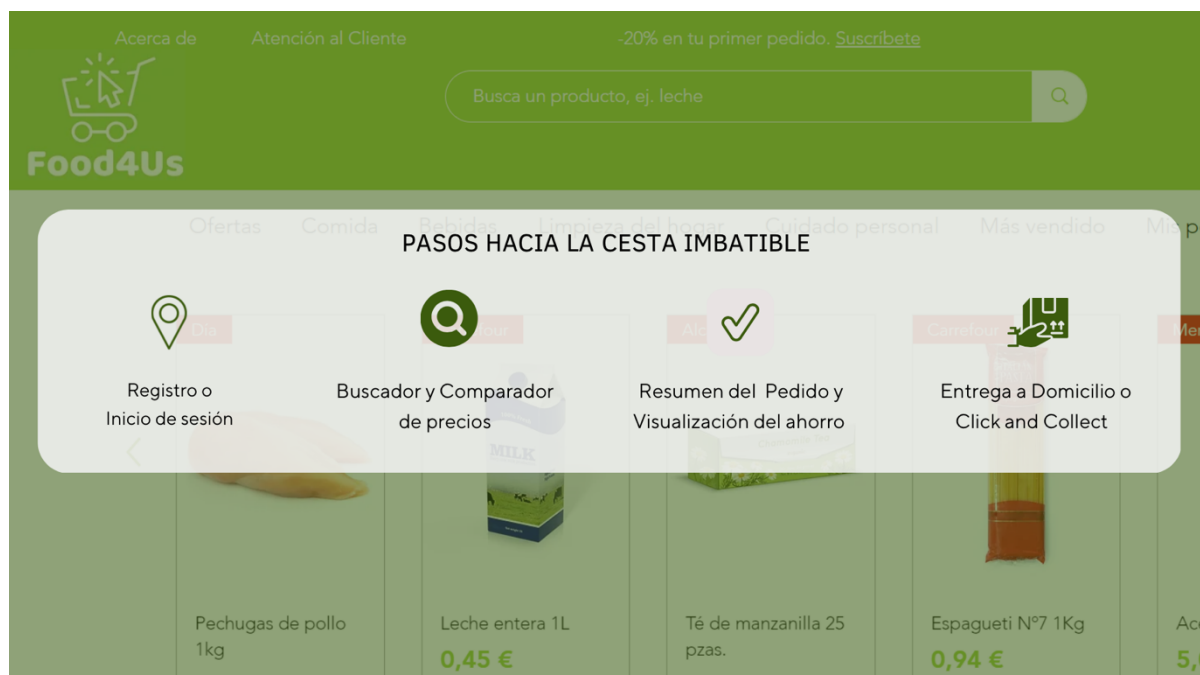 Acerca de
Atención al Cliente
-20% en tu primer pedido. Suscríbete
Busca un producto, ej. leche
Food4Us
Ofertas
Comida
Bebidas
Limpieza del hogar
Cuidado personal
Más vendido
Mis
PASOS HACIA LA CESTA IMBATIBLE
Día
Carrefour
Registro o
Inicio de sesión
Buscador y Comparador
de precios
Resumen del Pedido y
Visualización del ahorro
Entrega a Domicilio o
Click and Collect
MILK
Pechugas de pollo
1kg
Leche entera 1L
0,45 €
Té de manzanilla 25
pzas.
Espagueti Nº7 1Kg
0,94 €